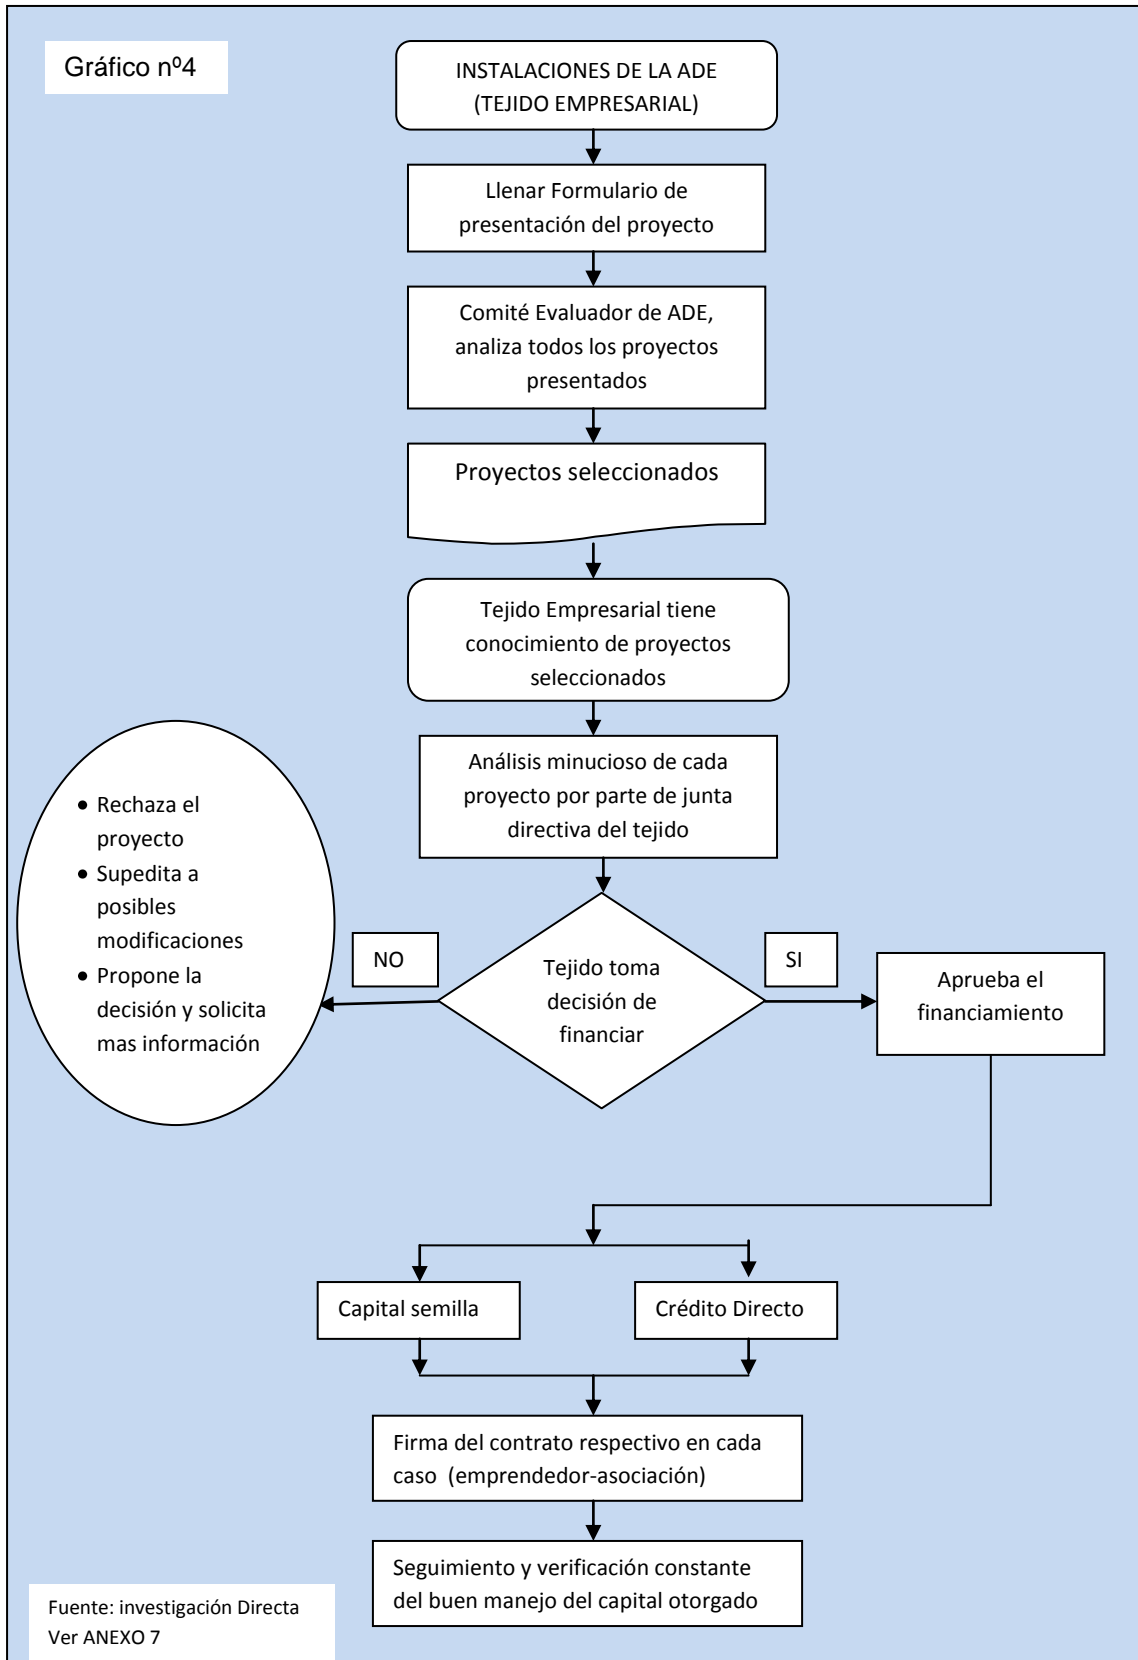 Gráfico nº4
INSTALACIONES DE LA ADE
(TEJIDO EMPRESARIAL)
Llenar Formulario de
presentación del proyecto
Comité Evaluador de ADE,
analiza todos los proyectos
presentados
Proyectos seleccionados
Tejido Empresarial tiene
conocimiento de proyectos
seleccionados
Análisis minucioso de cada
proyecto por parte de junta
directiva del tejido
• Rechaza el
proyecto
• Supedita a
posibles
modificaciones
• Propone la
decisión y solicita
mas información
NO
Tejido toma
decisión de
financiar
SI
Aprueba el
financiamiento
Capital semilla
Crédito Directo
Firma del contrato respectivo en cada
caso (emprendedor-asociación)
Seguimiento y verificación constante
del buen manejo del capital otorgado
Fuente: investigación Directa
Ver ANEXO 7